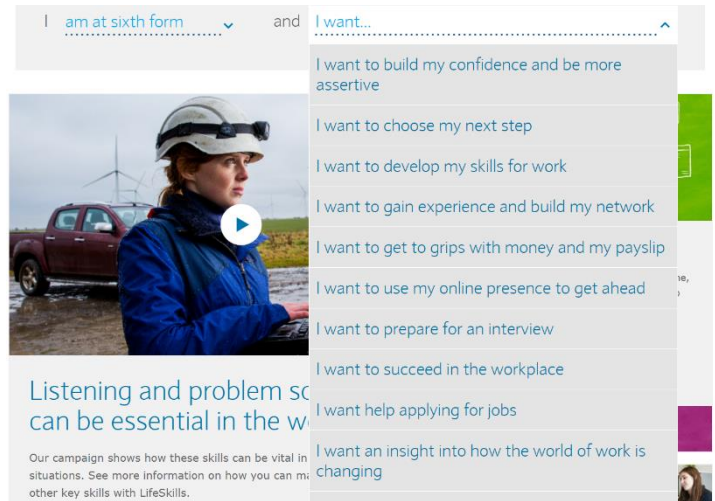 I am at sixth form and I want...
I want to build my confidence and be more
assertive
I want to choose my next step
I want to develop my skills for work
I want to gain experience and build my network
I want to get to grips with money and my payslip
I want to use my online presence to get ahead
I want to prepare for an interview
I want to succeed in the workplace
I want help applying for jobs
I want an insight into how the world of work is
changing
Listening and problem
can be essential in the
Our campaign shows how these skills can be vital in
situations. See more information on how you can
other key skills with LifeSkills.